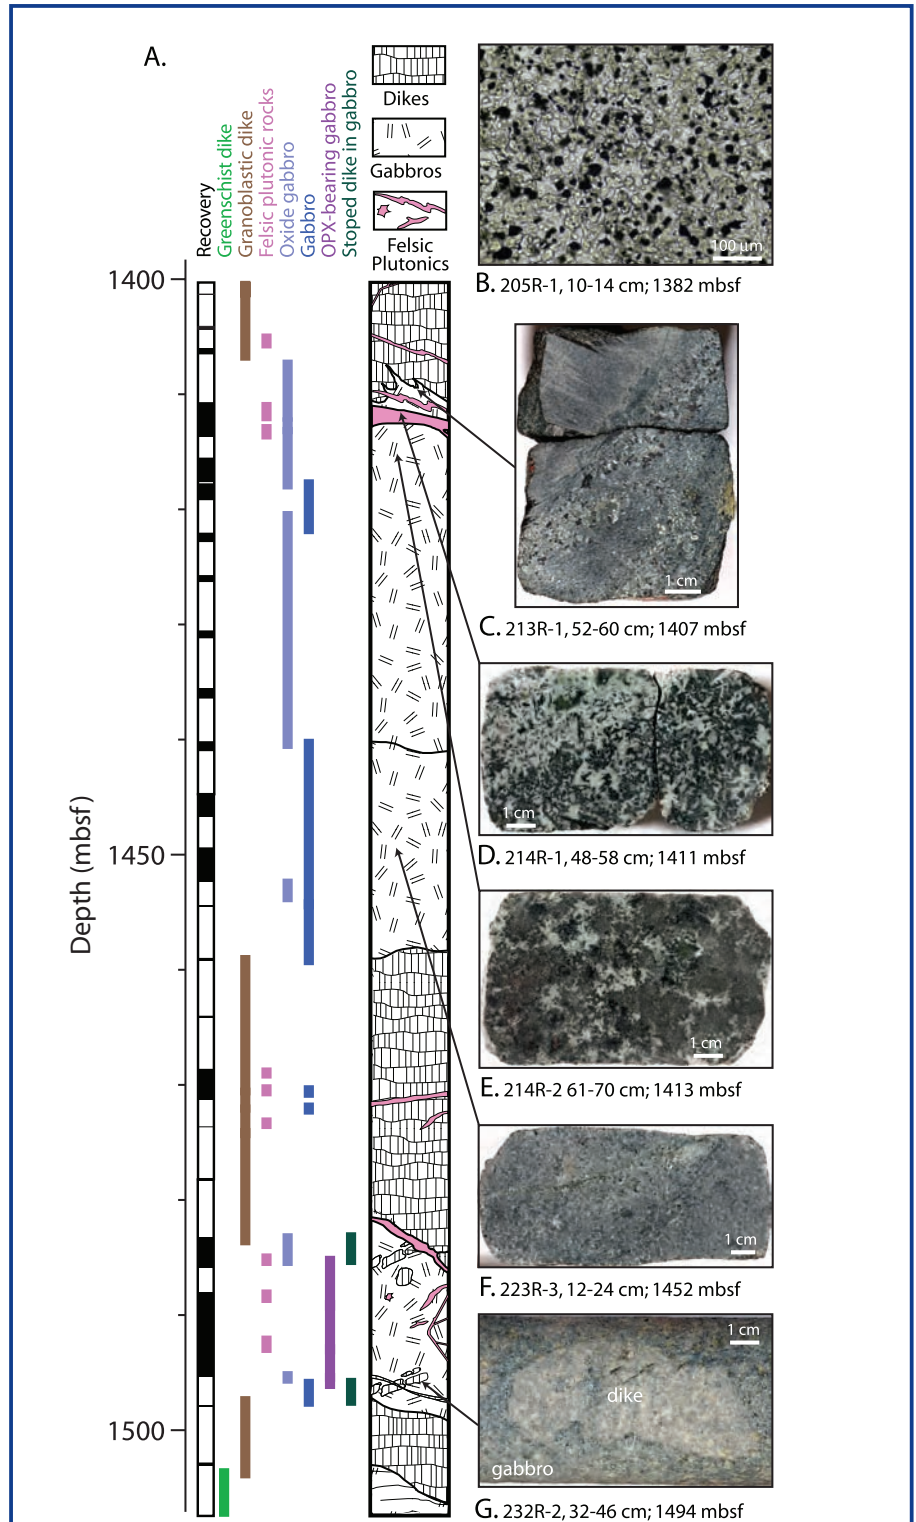 A.
Recovery
Greenschist dike
Granoblastic dike
Felsic plutonic rocks
Oxide gabbro
Gabbro
OPX-bearing gabbro
Stoped dike in gabbro
Dikes
Gabbros
Felsic
Plutonics
Depth (mbsf)
1400
1450
1500
100 µm
B. 205R-1, 10-14 cm; 1382 mbsf
1 cm
C. 213R-1, 52-60 cm; 1407 mbsf
1 cm
D. 214R-1, 48-58 cm; 1411 mbsf
1 cm
E. 214R-2 61-70 cm; 1413 mbsf
1 cm
F. 223R-3, 12-24 cm; 1452 mbsf
1 cm
dike
gabbro
G. 232R-2, 32-46 cm; 1494 mbsf